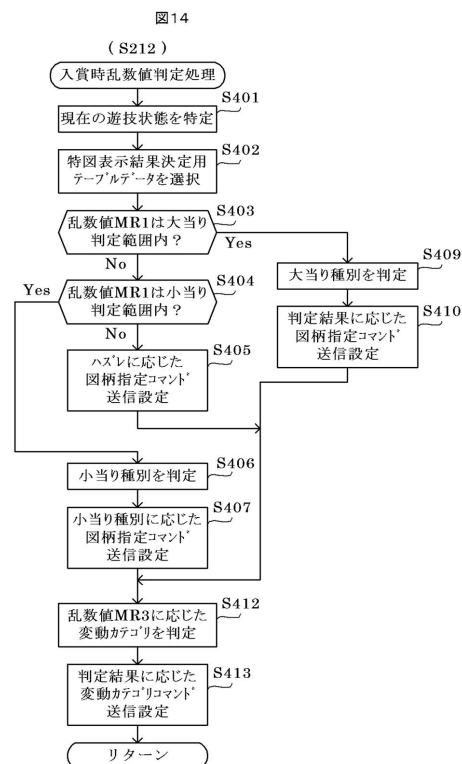 図14
(S212)
入賞時乱数値判定処理
S401
現在の遊技状態を特定
S402
特図表示結果決定用
テーブルデータを選択
S403
乱数値MR1は大当り
判定範囲内？
Yes
No
S404
Yes
乱数値MR1は小当り
判定範囲内？
No
S405
ハズレに応じた
図柄指定コマンド
送信設定
S409
大当り種別を判定
S410
判定結果に応じた
図柄指定コマンド
送信設定
S406
小当り種別を判定
S407
小当り種別に応じた
図柄指定コマンド
送信設定
S412
乱数値MR3に応じた
変動カテゴリを判定
S413
判定結果に応じた
変動カテゴリコマンド
送信設定
リターン